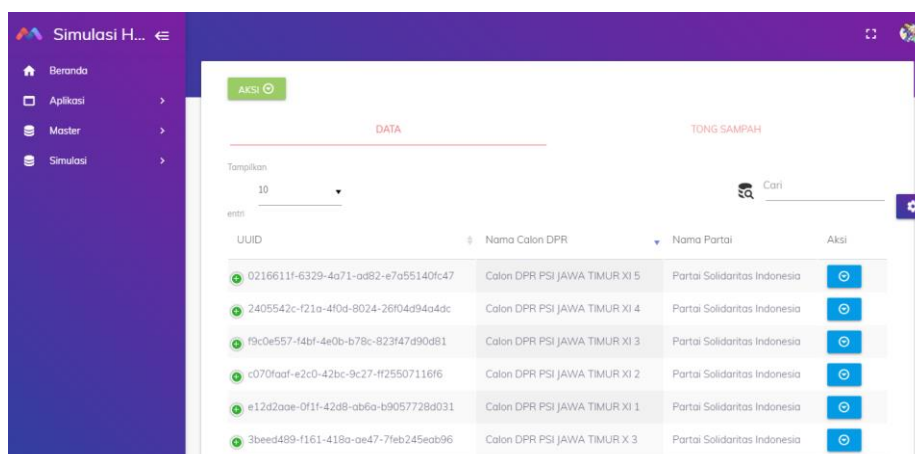 Simulasi H...
Beranda
Aplikasi
Master
Simulasi
AKSI
DATA TONG SAMPAH
Tampilkan
10
entri
Cari
UUID Nama Calon DPR Nama Partai Aksi
0216611f-6329-4a71-ad82-e7a55140fc47 Calon DPR PSI JAWA TIMUR XI 5 Partai Solidaritas Indonesia
2405542c-f21a-4f0d-8024-26f04d94a4dc Calon DPR PSI JAWA TIMUR XI 4 Partai Solidaritas Indonesia
f9c0e557-f4bf-4e0b-b78c-823f47d90d81 Calon DPR PSI JAWA TIMUR XI 3 Partai Solidaritas Indonesia
c070faaf-e2c0-42bc-9c27-ff25507116f6 Calon DPR PSI JAWA TIMUR XI 2 Partai Solidaritas Indonesia
e12d2aae-0f1f-42d8-ab6a-b9057728d031 Calon DPR PSI JAWA TIMUR XI 1 Partai Solidaritas Indonesia
3beed489-f161-418a-ae47-7feb245eab96 Calon DPR PSI JAWA TIMUR X 3 Partai Solidaritas Indonesia